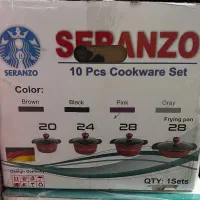 SERANZO
SERANZO
10 Pcs Cookware Set
Color:
Brown Black Pink Gray
Frying pan
20 24 28 28
QTY: 1Sets